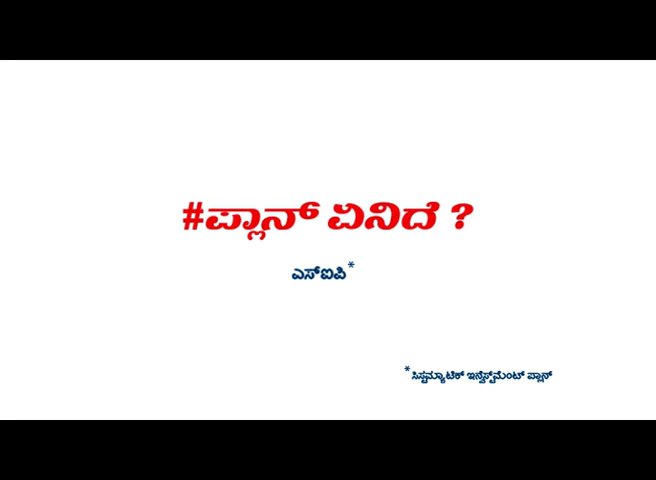 #ಪ್ಲಾನ್ ಏನಿದೆ ?
ಎಸ್ಐಪಿ*
*ಸಿಸ್ಟಮ್ಯಾಟಿಕ್ ಇನ್ವೆಸ್ಟ್‌ಮೆಂಟ್ ಪ್ಲಾನ್